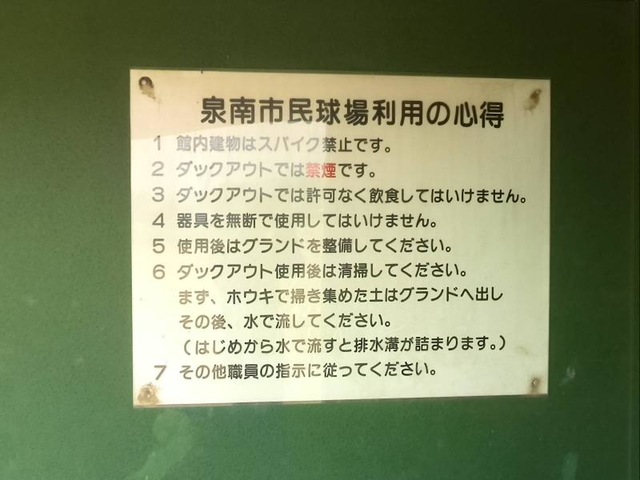 泉南市民球場利用の心得
1 館内建物はスパイク禁止です。
2 ダックアウトでは禁煙です。
3 ダックアウトでは許可なく飲食してはいけません。
4 器具を無断で使用してはいけません。
5 使用後はグランドを整備してください。
6 ダックアウト使用後は清掃してください。
まず、ホウキで掃き集めた土はグランドへ出し
その後、水で流してください。
(はじめから水で流すと排水溝が詰まります。)
7 その他職員の指示に従ってください。